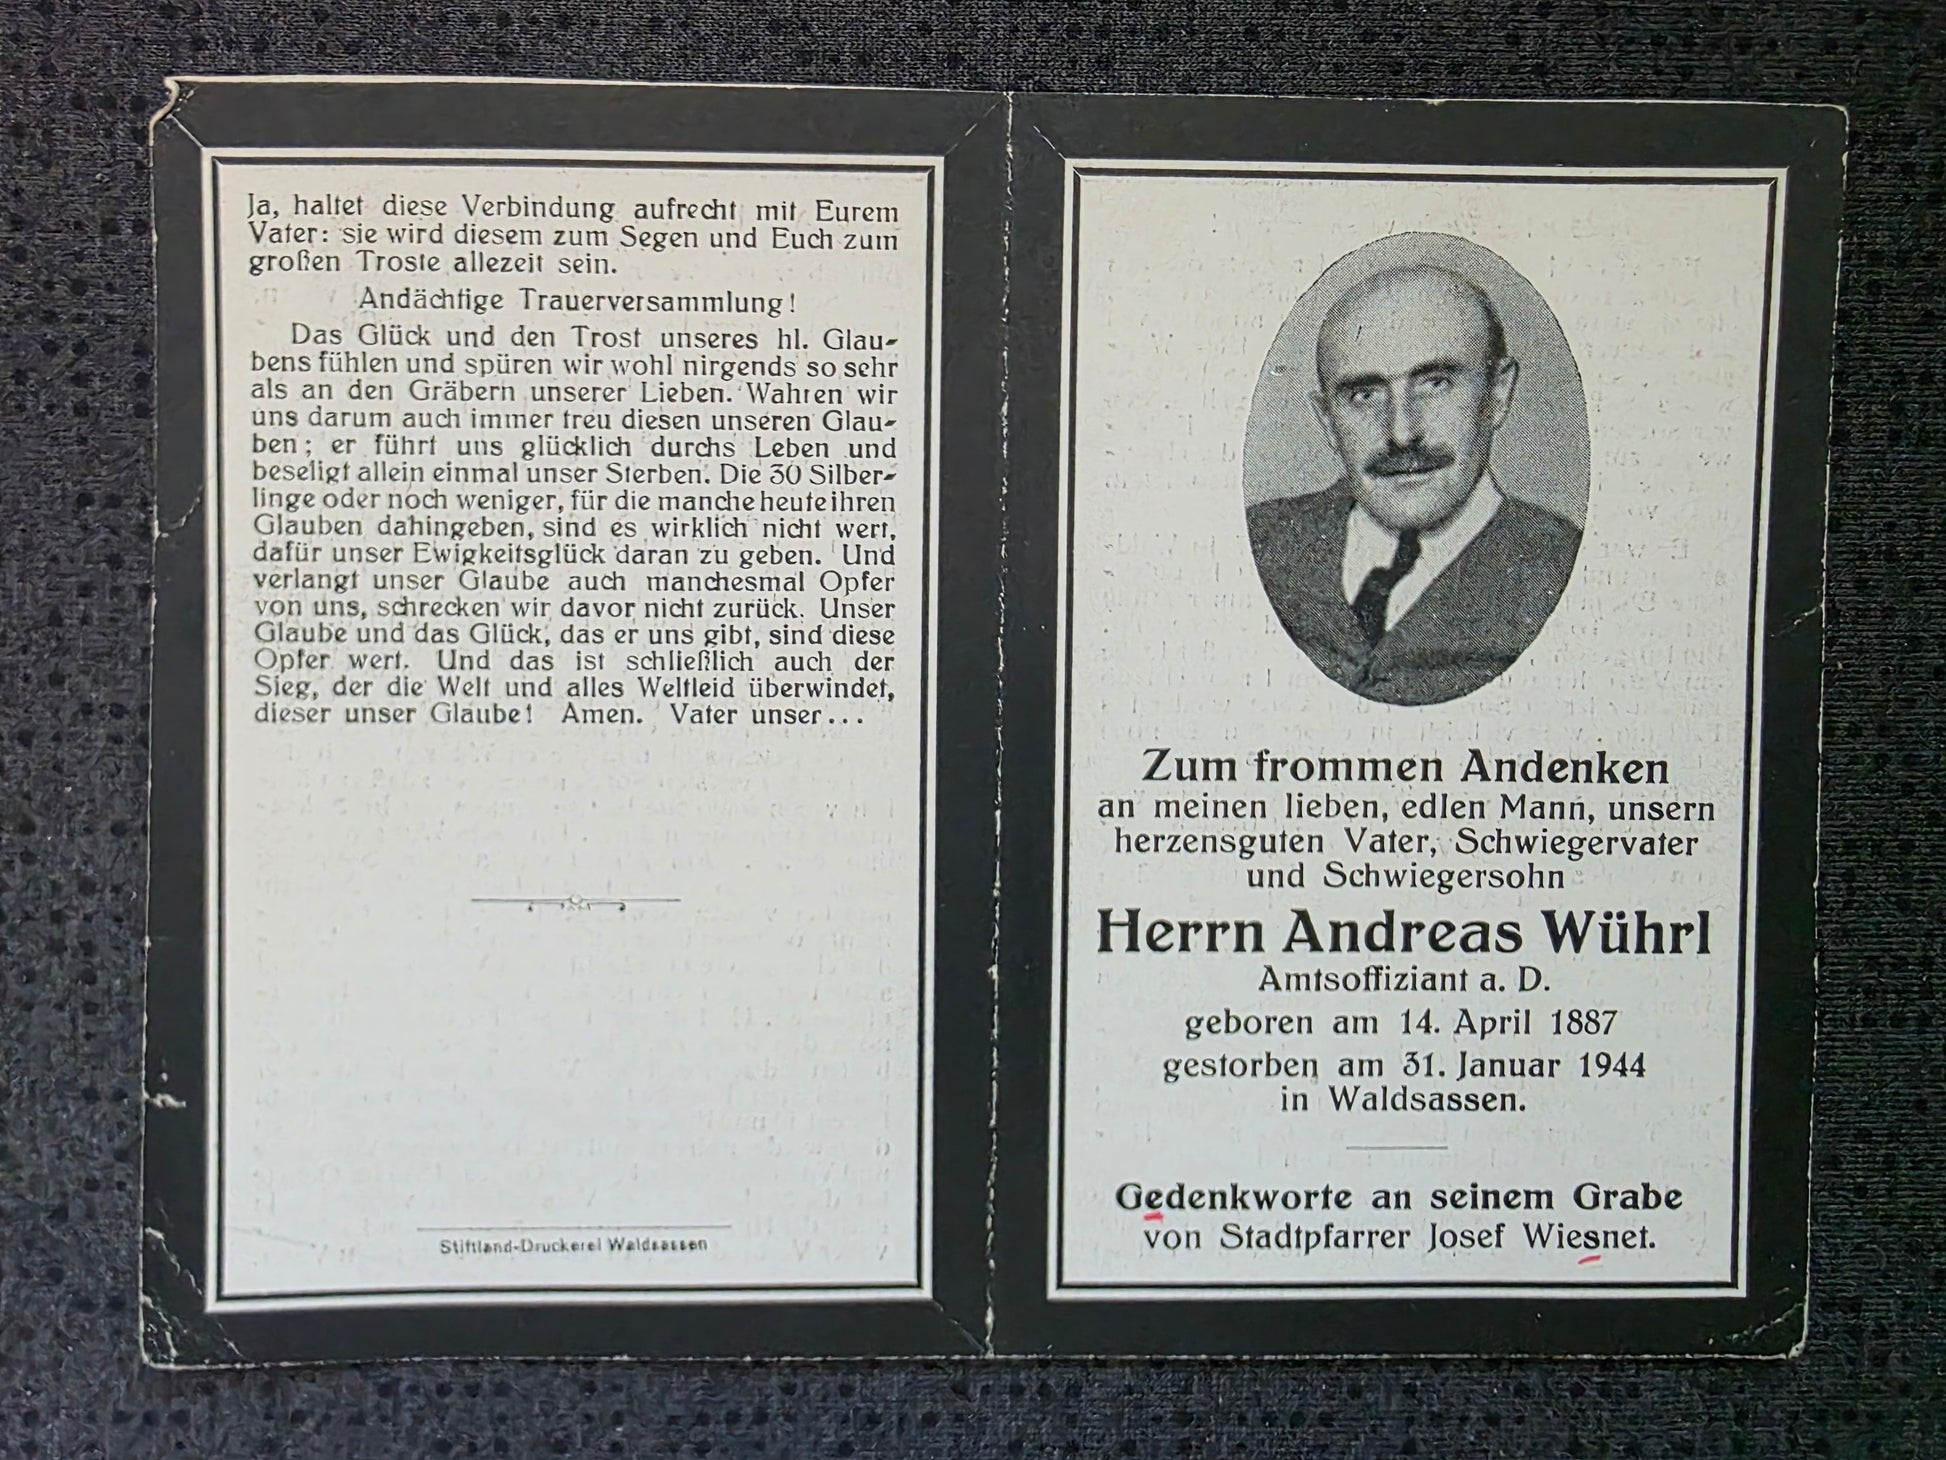 Ja, haltet diese Verbindung aufrecht mit Eurem
Vater: sie wird diesem zum Segen und Euch zum
großen Troste allezeit sein.
Andächtige Trauerversammlung!
Das Glück und den Trost unseres hl. Glau-
bens fühlen und spüren wir wohl nirgends so sehr
als an den Gräbern unserer Lieben. Wahren wir
uns darum auch immer treu diesen unseren Glau-
ben; er führt uns glücklich durchs Leben und
beseligt allein einmal unser Sterben. Die 30 Silber-
linge oder noch weniger, für die manche heute ihren
Glauben dahingeben, sind es wirklich nicht wert,
dafür unser Ewigkeitsglück daran zu geben. Und
verlangt unser Glaube auch manchesmal Opfer
von uns, schrecken wir davor nicht zurück. Unser
Glaube und das Glück, das er uns gibt, sind diese
Opfer wert. Und das ist schließlich auch der
Sieg, der die Welt und alles Weltleid überwindet,
dieser unser Glaube! Amen. Vater unser...
Stiftland-Druckerei Waldsassen
Zum frommen Andenken
an meinen lieben, edlen Mann, unsern
herzensguten Vater, Schwiegervater
und Schwiegersohn
Herrn Andreas Wührl
Amtsoffiziant a. D.
geboren am 14. April 1887
gestorben am 31. Januar 1944
in Waldsassen.
Gedenkworte an seinem Grabe
von Stadtpfarrer Josef Wiesnet.